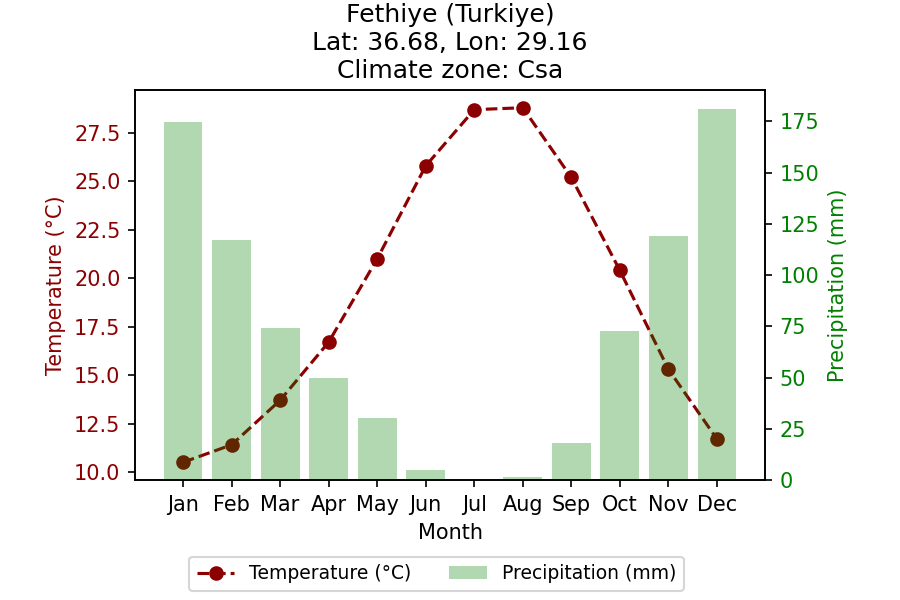 Fethiye (Turkiye)
Lat: 36.68, Lon: 29.16
Climate zone: Csa
27.5
25.0
22.5
20.0
17.5
15.0
12.5
10.0
Temperature (°C)
175
150
125
100
75
50
25
0
Precipitation (mm)
Jan Feb Mar Apr May Jun Jul Aug Sep Oct Nov Dec
Month
Temperature (°C) Precipitation (mm)